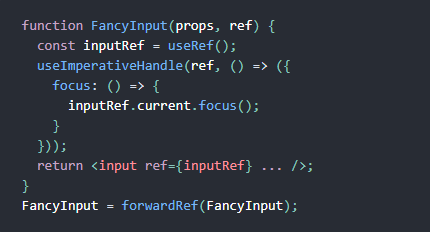 function FancyInput(props, ref) {
  const inputRef = useRef();
  useImperativeHandle(ref, () => ({
    focus: () => {
      inputRef.current.focus();
    }
  }));
  return <input ref={inputRef} ... />;
}
FancyInput = forwardRef(FancyInput);